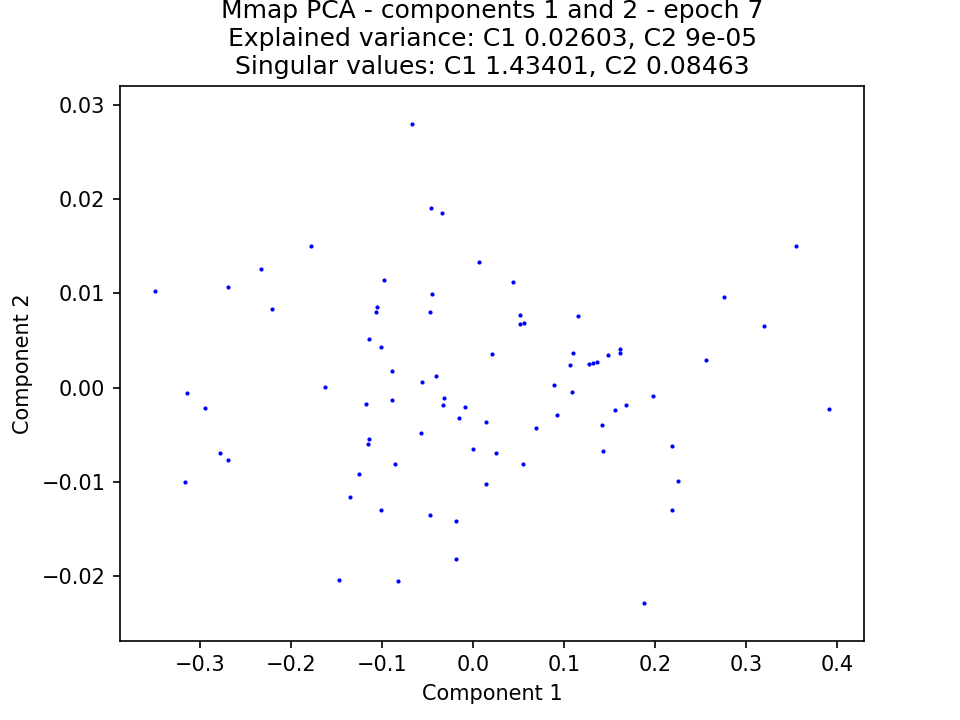 Mmap PCA - components 1 and 2 - epoch 7
Explained variance: C1 0.02603, C2 9e-05
Singular values: C1 1.43401, C2 0.08463
0.03
0.02
0.01
0.00
−0.01
−0.02
Component 2
−0.3 −0.2 −0.1 0.0 0.1 0.2 0.3 0.4
Component 1